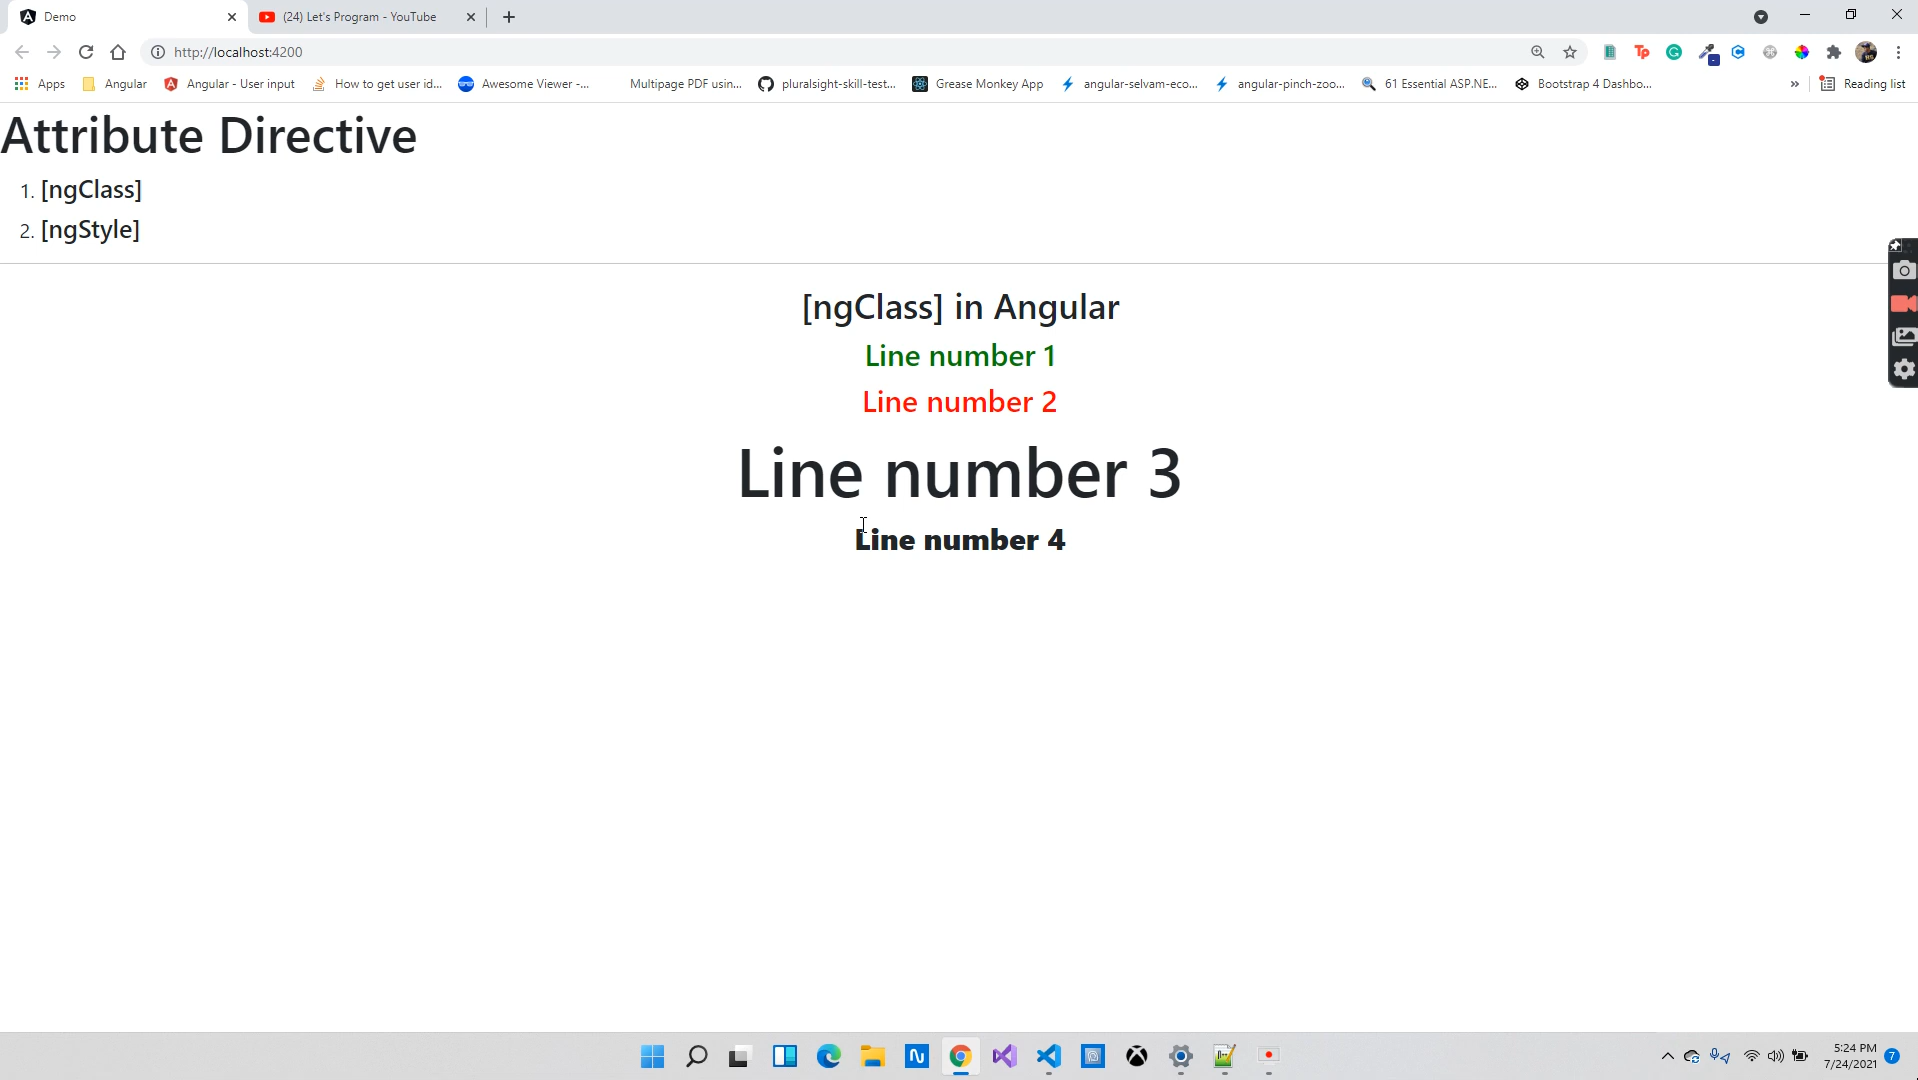 Demo
(24) Let's Program - YouTube
http://localhost:4200
Apps
Angular
Angular - User input
How to get user id...
Awesome Viewer -...
Multipage PDF usin...
pluralsight-skill-test...
Grease Monkey App
angular-selvam-eco...
angular-pinch-zoo...
61 Essential ASP.NE...
Bootstrap 4 Dashbo...
»
Reading list
Attribute Directive
1. [ngClass]
2. [ngStyle]
[ngClass] in Angular
Line number 1
Line number 2
Line number 3
Line number 4
5:24 PM
7/24/2021
7